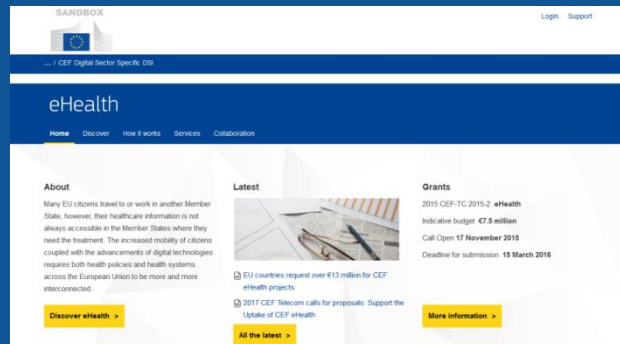 SANDBOX
Login Support
... / CEF Digital Sector Specific DSI
eHealth
Home Discover How it works Services Collaboration
About
Many EU citizens travel to or work in another Member
State, however, their healthcare information is not
always accessible in the Member States where they
need the treatment. The increased mobility of citizens
coupled with the advancements of digital technologies
requires both health policies and health systems
across the European Union to be more and more
interconnected.
Discover eHealth >
Latest
EU countries request over €13 million for CEF
eHealth projects
2017 CEF Telecom calls for proposals: Support the
Uptake of CEF eHealth
All the latest >
Grants
2015 CEF-TC 2015-2 eHealth
Indicative budget €7.5 million
Call Open 17 November 2015
Deadline for submission 15 March 2016
More information >